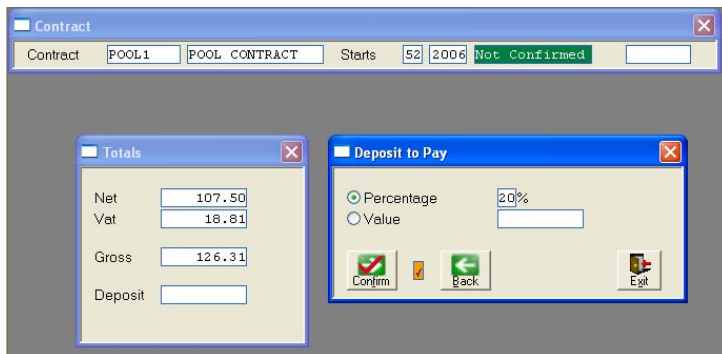 Contract
Contract POOL1 POOL CONTRACT Starts 52 2006 Not Confirmed
Totals
Net 107.50
Vat 18.81
Gross 126.31
Deposit
Deposit to Pay
Percentage 20%
Value
Confirm Back Exit